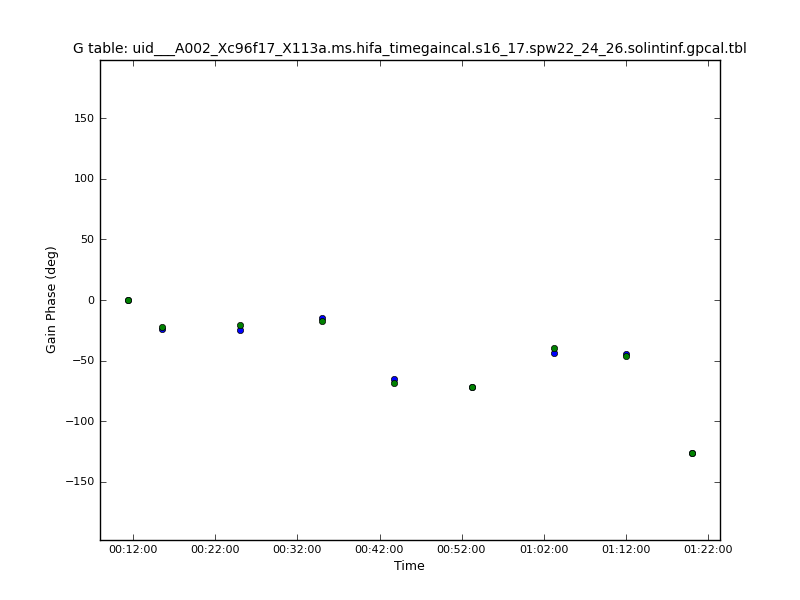 G table: uid___A002_Xc96f17_X113a.ms.hifa_timegaincal.s16_17.spw22_24_26.solintinf.gpcal.tbl
150
100
50
0
−50
−100
−150
Gain Phase (deg)
00:12:00 00:22:00 00:32:00 00:42:00 00:52:00 01:02:00 01:12:00 01:22:00
Time